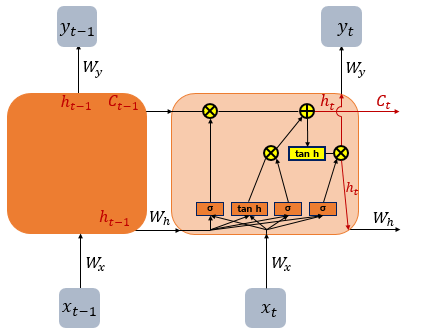 y_{t-1} y_t
W_y W_y
h_{t-1} C_{t-1} h_t C_t
tan h
h_t
σ tan h σ σ
h_{t-1} W_h W_h
W_x W_x
x_{t-1} x_t